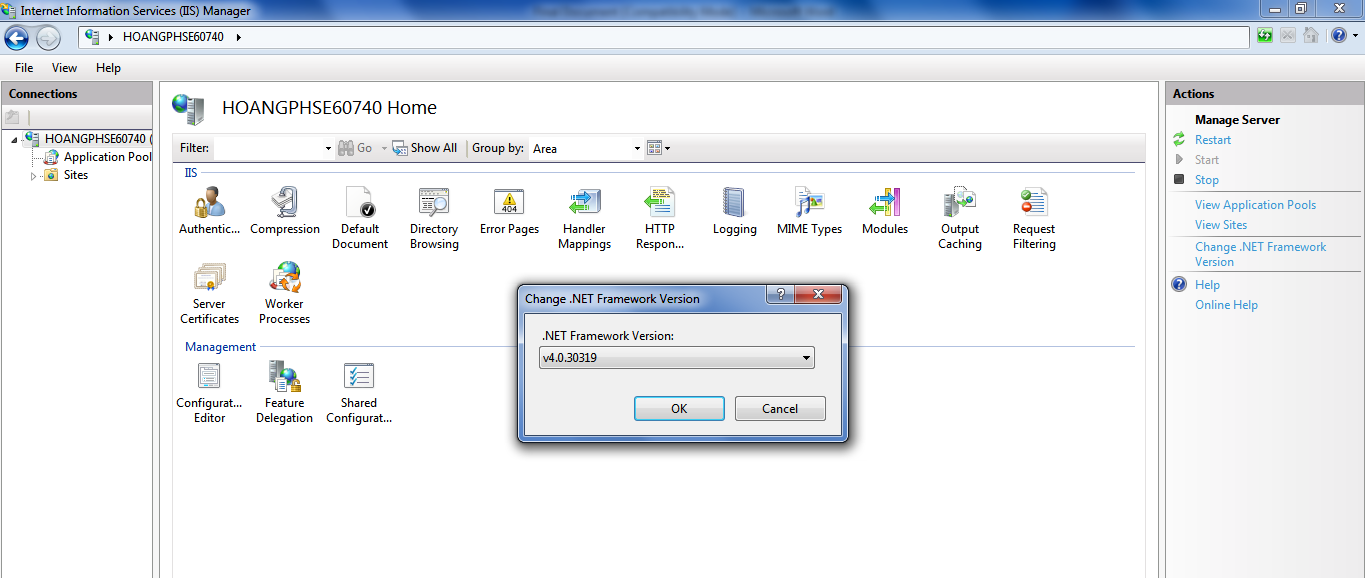 Internet Information Services (IIS) Manager
HOANGPHSE60740
File View Help
Connections
HOANGPHSE60740 (
Application Pool
Sites
HOANGPHSE60740 Home
Filter: Go Show All Group by: Area
IIS
Authentic...
Compression
Default
Document
Directory
Browsing
404
Error Pages
Handler
Mappings
HTTP
Respon...
Logging
MIME Types
Modules
Output
Caching
Request
Filtering
Server
Certificates
Worker
Processes
Management
Configurat...
Editor
Feature
Delegation
Shared
Configurat...
Change .NET Framework Version
?
.NET Framework Version:
v4.0.30319
OK
Cancel
Actions
Manage Server
Restart
Start
Stop
View Application Pools
View Sites
Change .NET Framework
Version
Help
Online Help